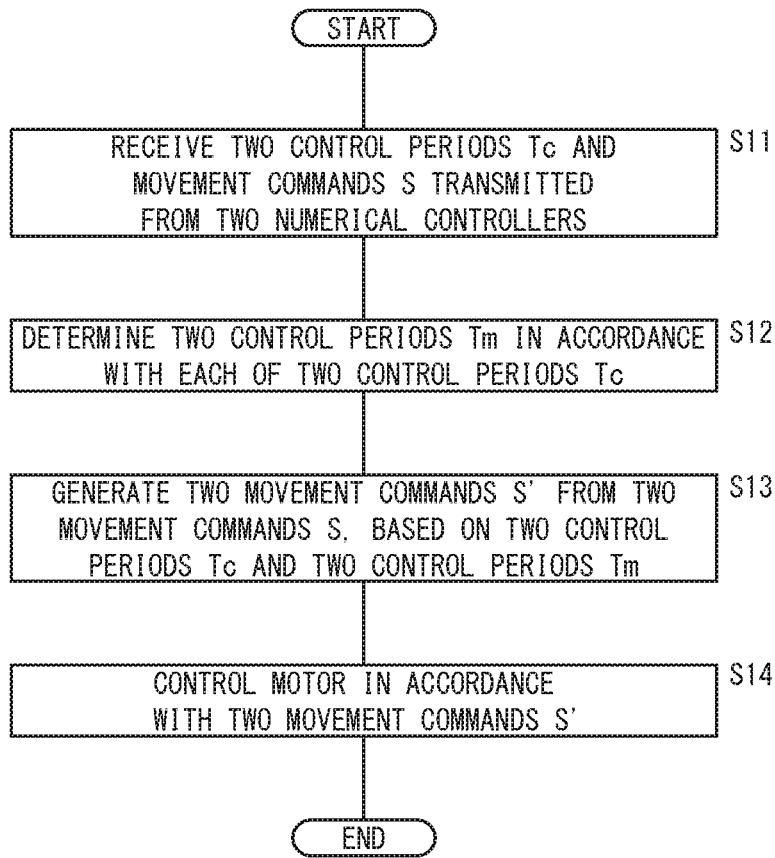 START
RECEIVE TWO CONTROL PERIODS Tc AND
MOVEMENT COMMANDS S TRANSMITTED
FROM TWO NUMERICAL CONTROLLERS
S11
DETERMINE TWO CONTROL PERIODS Tm IN ACCORDANCE
WITH EACH OF TWO CONTROL PERIODS Tc
S12
GENERATE TWO MOVEMENT COMMANDS S' FROM TWO
MOVEMENT COMMANDS S, BASED ON TWO CONTROL
PERIODS Tc AND TWO CONTROL PERIODS Tm
S13
CONTROL MOTOR IN ACCORDANCE
WITH TWO MOVEMENT COMMANDS S'
S14
END